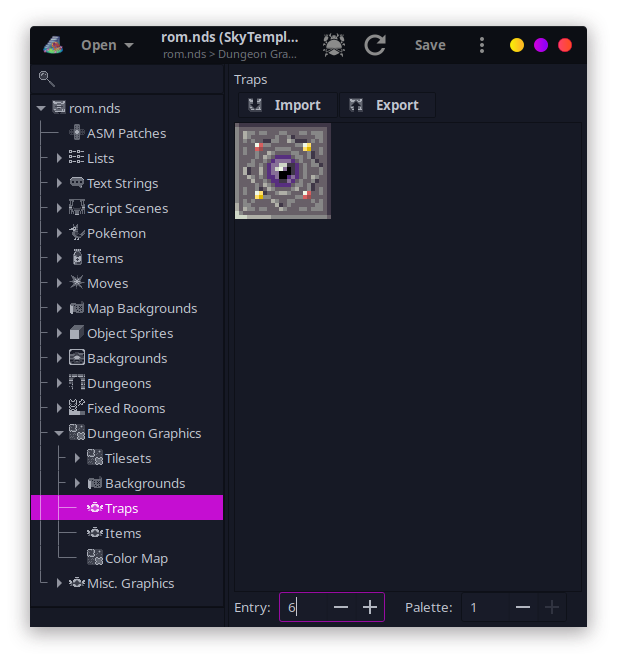 Open
rom.nds (SkyTempl...
rom.nds > Dungeon Gra...
Save
rom.nds
ASM Patches
Lists
Text Strings
Script Scenes
Pokémon
Items
Moves
Map Backgrounds
Object Sprites
Backgrounds
Dungeons
Fixed Rooms
Dungeon Graphics
Tilesets
Backgrounds
Traps
Items
Color Map
Misc. Graphics
Traps
Import
Export
Entry: 6
Palette: 1